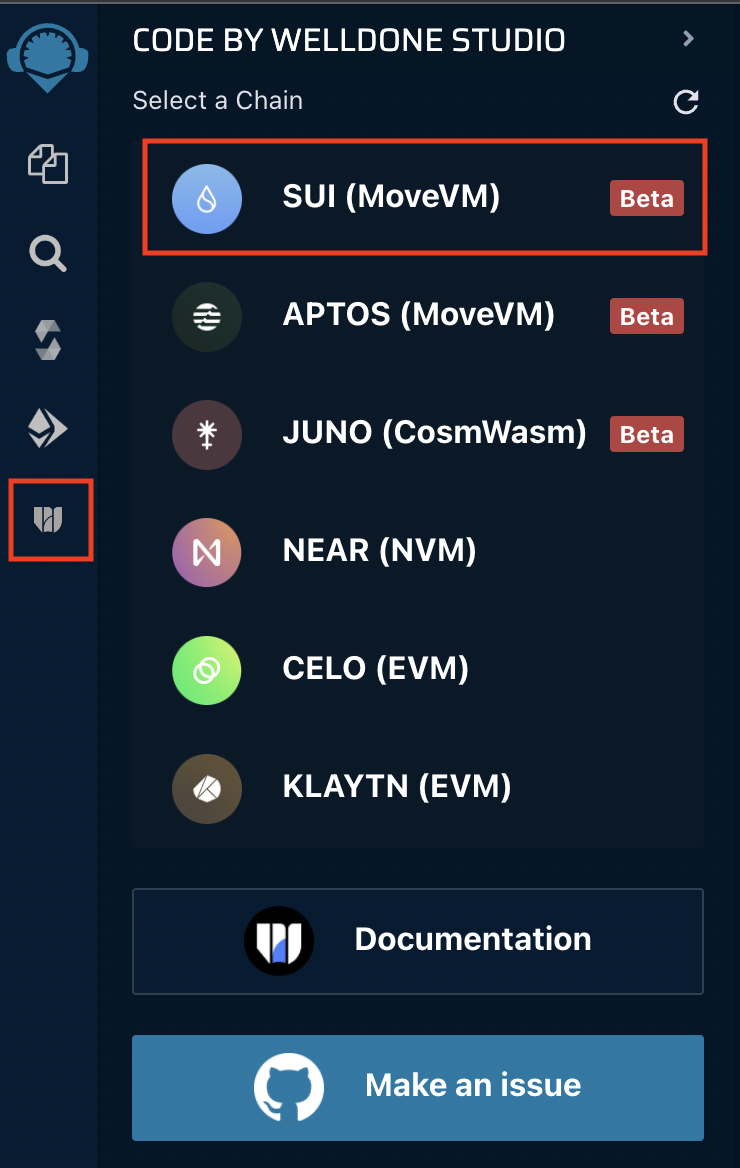 CODE BY WELLDONE STUDIO
Select a Chain
SUI (MoveVM) Beta
APTOS (MoveVM) Beta
JUNO (CosmWasm) Beta
NEAR (NVM)
CELO (EVM)
KLAYTN (EVM)
Documentation
Make an issue